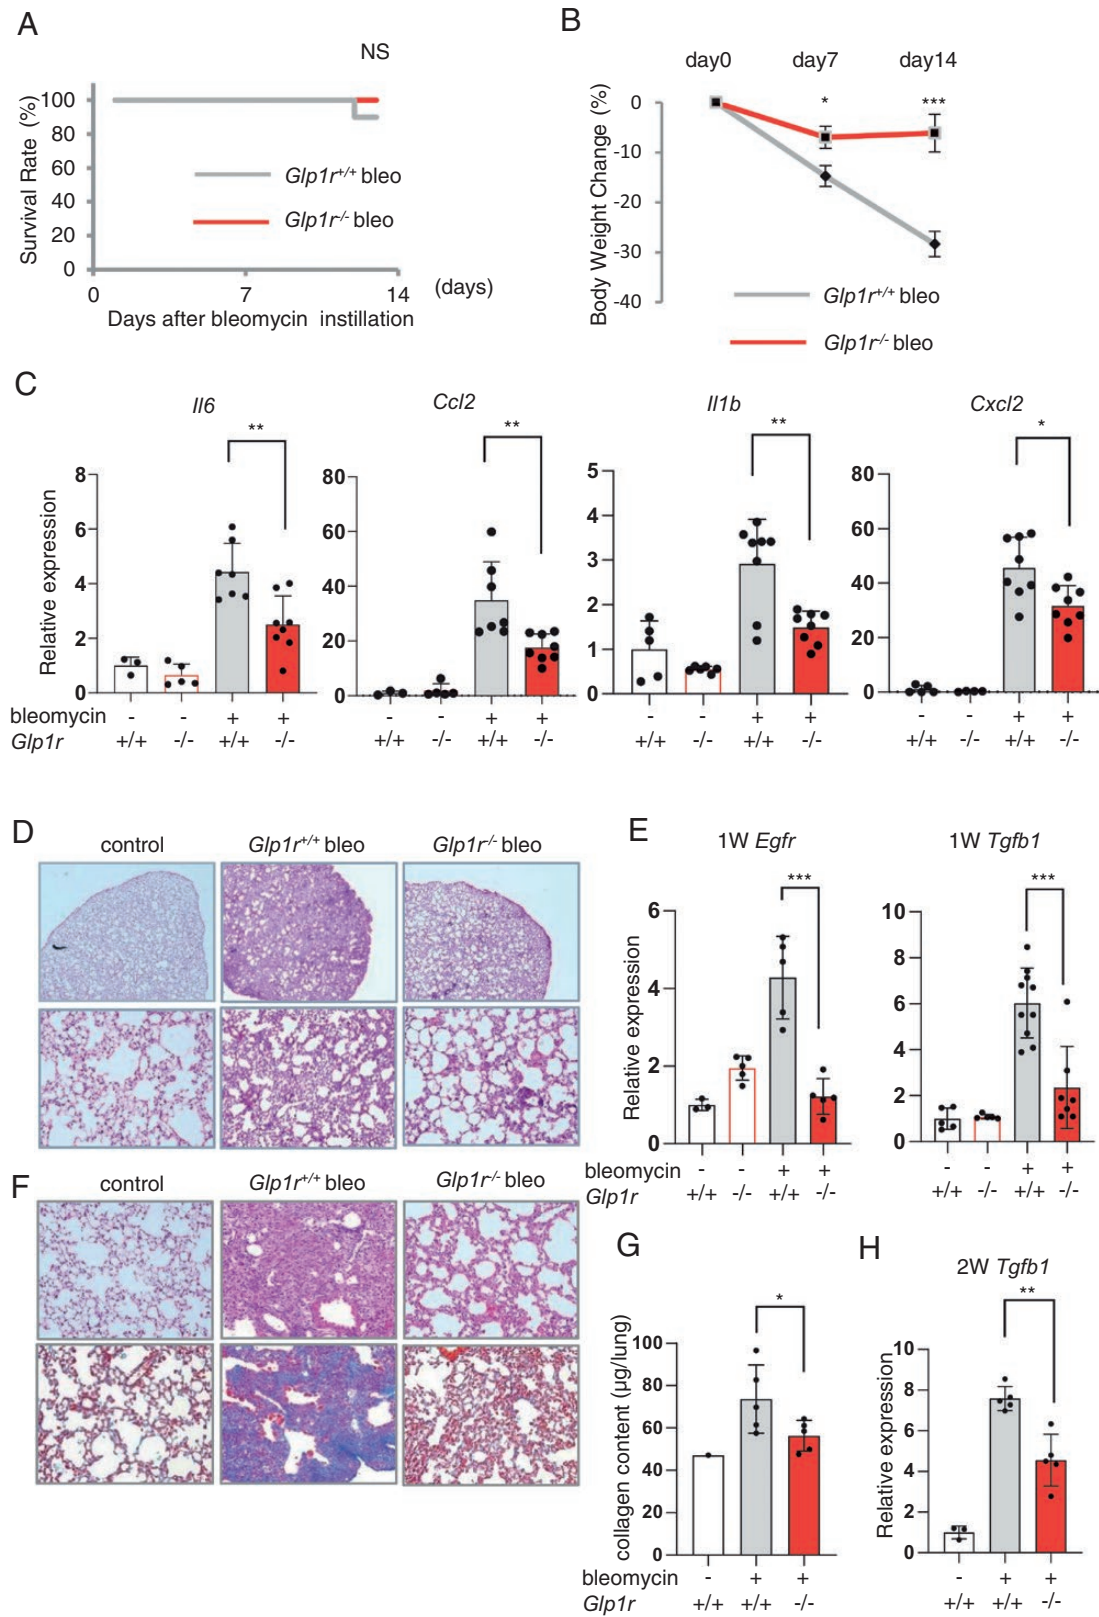 A
NS
Survival Rate (%)
100
80
60
40
20
0
Glp1r+/+ bleo
Glp1r-/- bleo
0 7 14 (days)
Days after bleomycin instillation
B
day0 day7 day14
* ***
Body Weight Change (%)
0
-10
-20
-30
-40
Glp1r+/+ bleo
Glp1r-/- bleo
C
Il6
**
Relative expression
8
6
4
2
0
Ccl2
**
80
60
40
20
0
Il1b
**
5
4
3
2
1
0
Cxcl2
*
80
60
40
20
0
bleomycin - - + + - - + + - - + + - - + +
Glp1r +/+ -/- +/+ -/- +/+ -/- +/+ -/- +/+ -/- +/+ -/- +/+ -/- +/+ -/-
D
control Glp1r+/+ bleo Glp1r-/- bleo
E
1W Egfr
***
Relative expression
6
4
2
0
1W Tgfb1
***
10
8
6
4
2
0
bleomycin - - + + - - + +
Glp1r +/+ -/- +/+ -/- +/+ -/- +/+ -/-
F
control Glp1r+/+ bleo Glp1r-/- bleo
G
*
collagen content (µg/lung)
100
80
60
40
20
0
bleomycin - + +
Glp1r +/+ +/+ -/-
H
2W Tgfb1
**
Relative expression
10
8
6
4
2
0
- + +
+/+ +/+ -/-